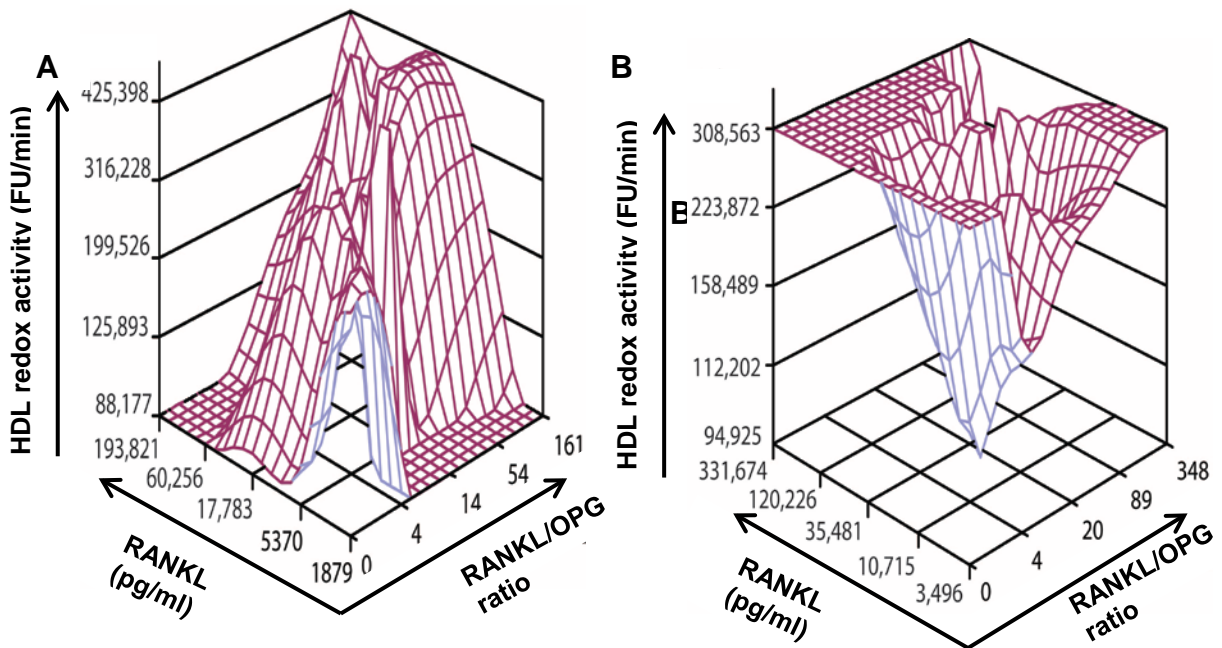 A
HDL redox activity (FU/min)
425,398
316,228
199,526
125,893
88,177
193,821
60,256
17,783
5370
1879
0
4
14
54
161
RANKL
(pg/ml)
RANKL/OPG
ratio
B
HDL redox activity (FU/min)
308,563
223,872
B
158,489
112,202
94,925
331,674
120,226
35,481
10,715
3,496
0
4
20
89
348
RANKL
(pg/ml)
RANKL/OPG
ratio